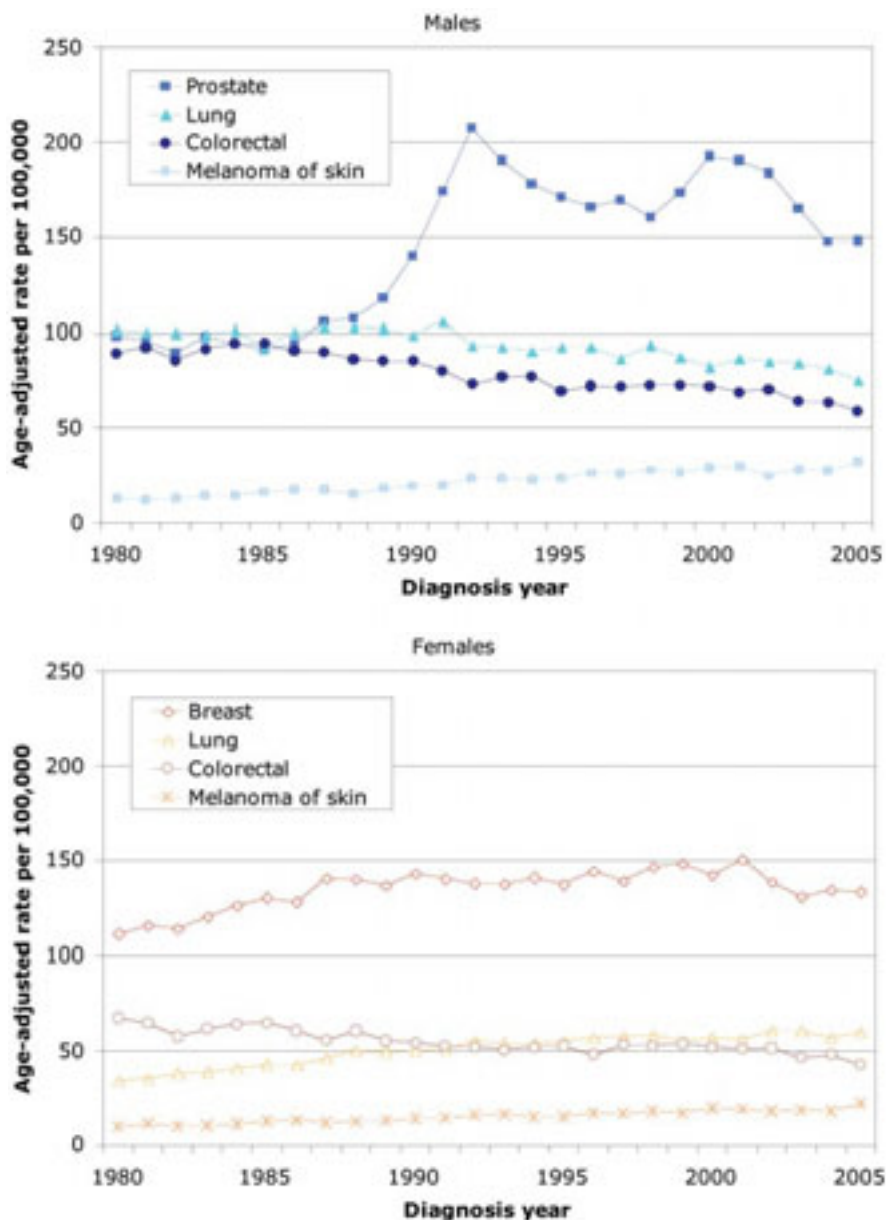 Males
250
200
150
100
50
0
Age-adjusted rate per 100,000
Prostate
Lung
Colorectal
Melanoma of skin
1980 1985 1990 1995 2000 2005
Diagnosis year
Females
250
200
150
100
50
0
Age-adjusted rate per 100,000
Breast
Lung
Colorectal
Melanoma of skin
1980 1985 1990 1995 2000 2005
Diagnosis year